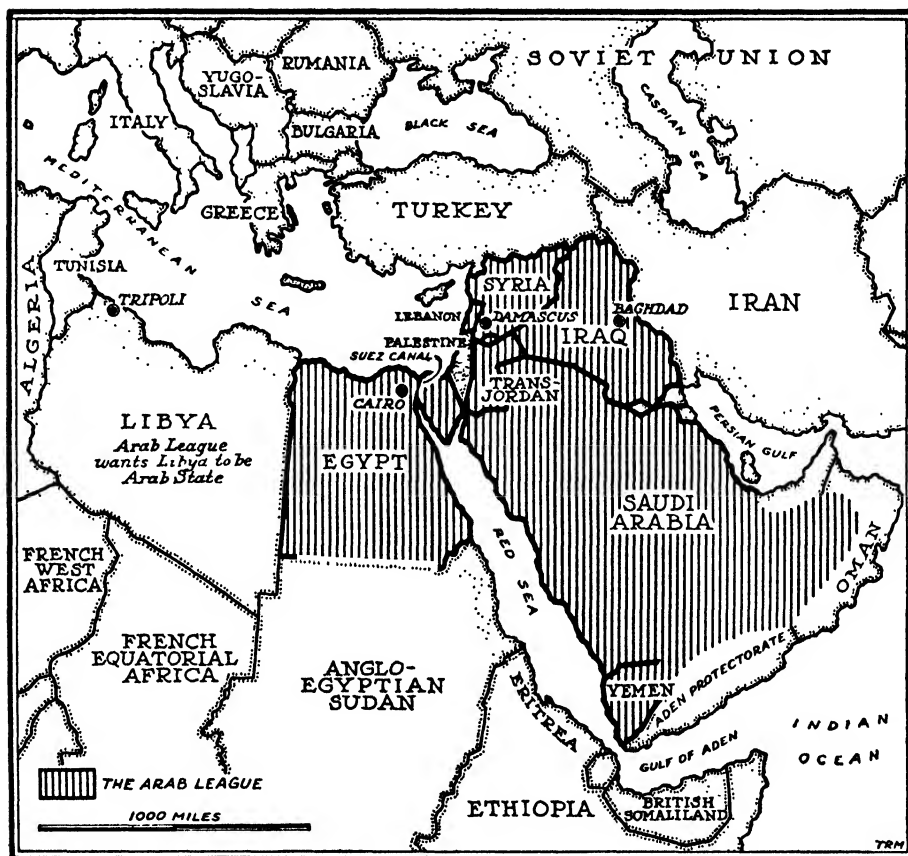 SOVIET UNION
YUGO-
SLAVIA
RUMANIA
ITALY
BULGARIA
BLACK SEA
CASPIAN
SEA
MEDITERRANEAN
SEA
GREECE
TURKEY
TUNISIA
TRIPOLI
ALGERIA
SYRIA
LEBANON
DAMASCUS
BAGHDAD
IRAN
PALESTINE
IRAQ
SUEZ CANAL
TRANS-
JORDAN
CAIRO
LIBYA
Arab League
wants Libya to be
Arab State
EGYPT
PERSIAN
GULF
SAUDI
ARABIA
RED
SEA
OMAN
FRENCH
WEST
AFRICA
FRENCH
EQUATORIAL
AFRICA
ANGLO-
EGYPTIAN
SUDAN
ERITREA
YEMEN
ADEN PROTECTORATE
GULF OF ADEN
INDIAN
OCEAN
ETHIOPIA
BRITISH
SOMALILAND
THE ARAB LEAGUE
1000 MILES
TRM